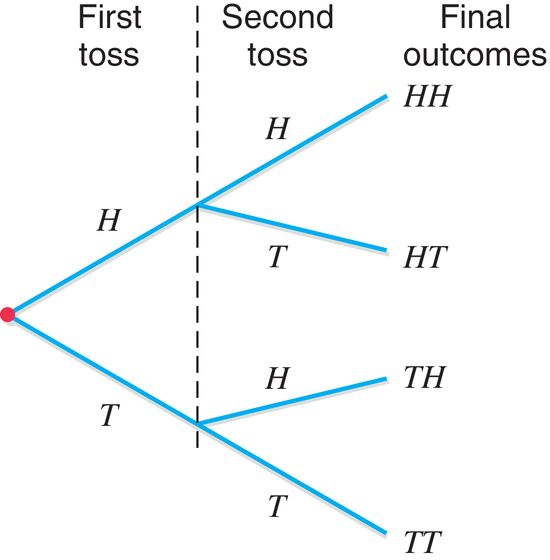 First
toss
Second
toss
Final
outcomes
HH
H
H
T
HT
H
TH
T
T
TT